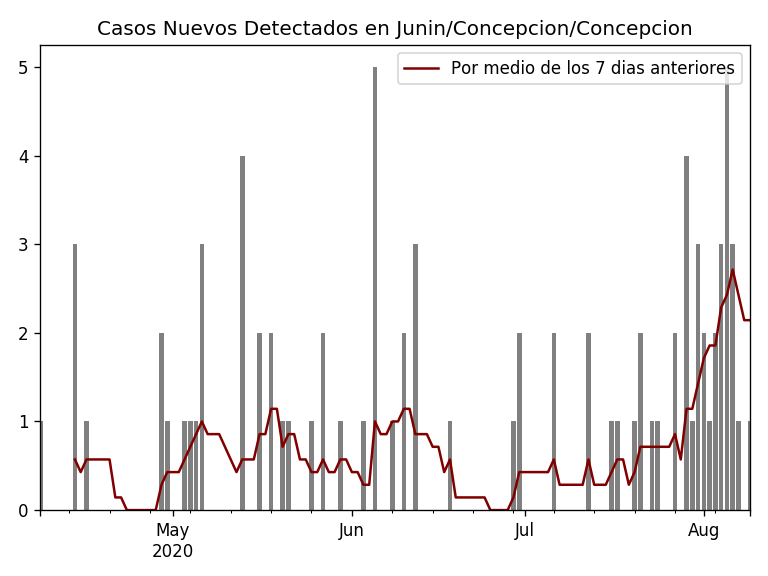 Casos Nuevos Detectados en Junin/Concepcion/Concepcion
Por medio de los 7 dias anteriores
5
4
3
2
1
0
May
2020
Jun
Jul
Aug